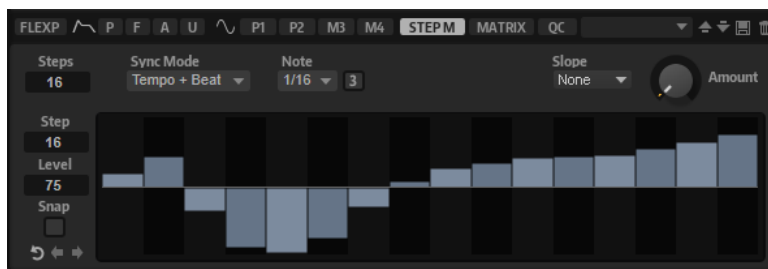 FLEXP P F A U P1 P2 M3 M4 STEP M MATRIX QC
Steps Sync Mode Note Slope
16 Tempo + Beat 1/16 3 None Amount
Step
16
Level
75
Snap